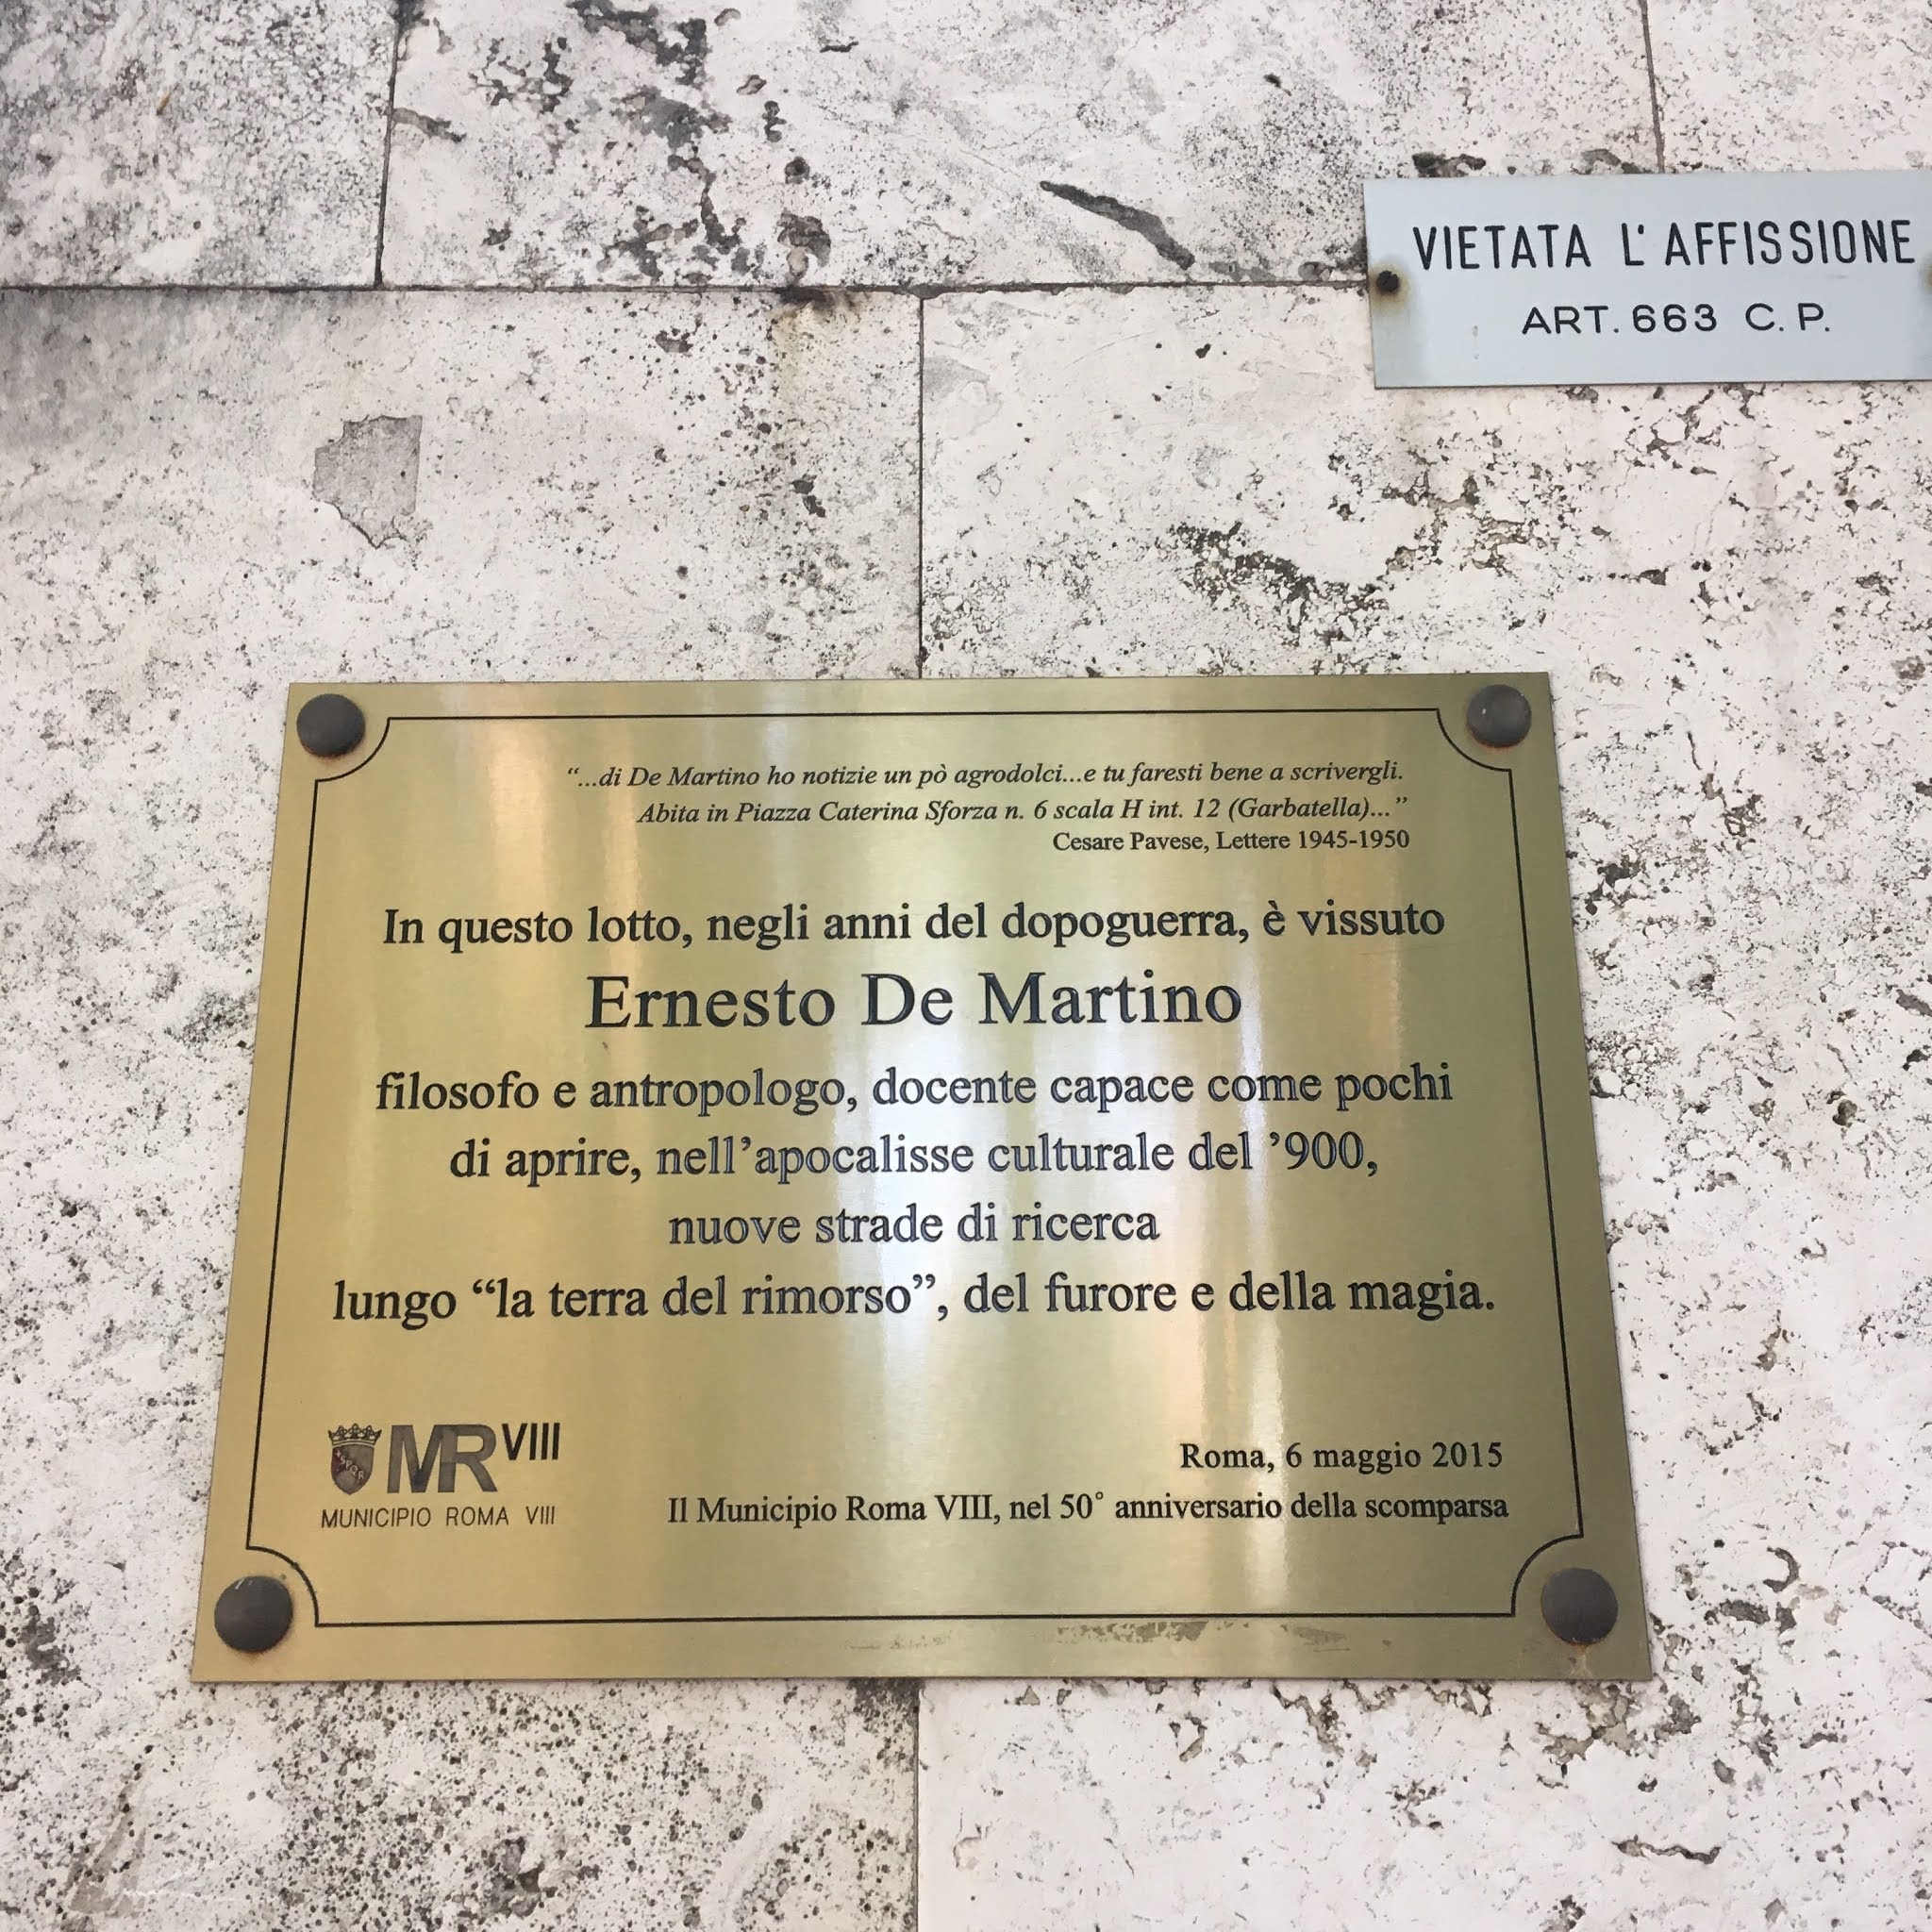 VIETATA L'AFFISSIONE
ART. 663 C. P.
“...di De Martino ho notizie un pò agrodolci...e tu faresti bene a scrivergli.
Abita in Piazza Caterina Sforza n. 6 scala H int. 12 (Garbatella)...”
Cesare Pavese, Lettere 1945-1950
In questo lotto, negli anni del dopoguerra, è vissuto
Ernesto De Martino
filosofo e antropologo, docente capace come pochi
di aprire, nell’apocalisse culturale del ’900,
nuove strade di ricerca
lungo “la terra del rimorso”, del furore e della magia.
SPQR MR VIII
MUNICIPIO ROMA VIII
Roma, 6 maggio 2015
Il Municipio Roma VIII, nel 50° anniversario della scomparsa